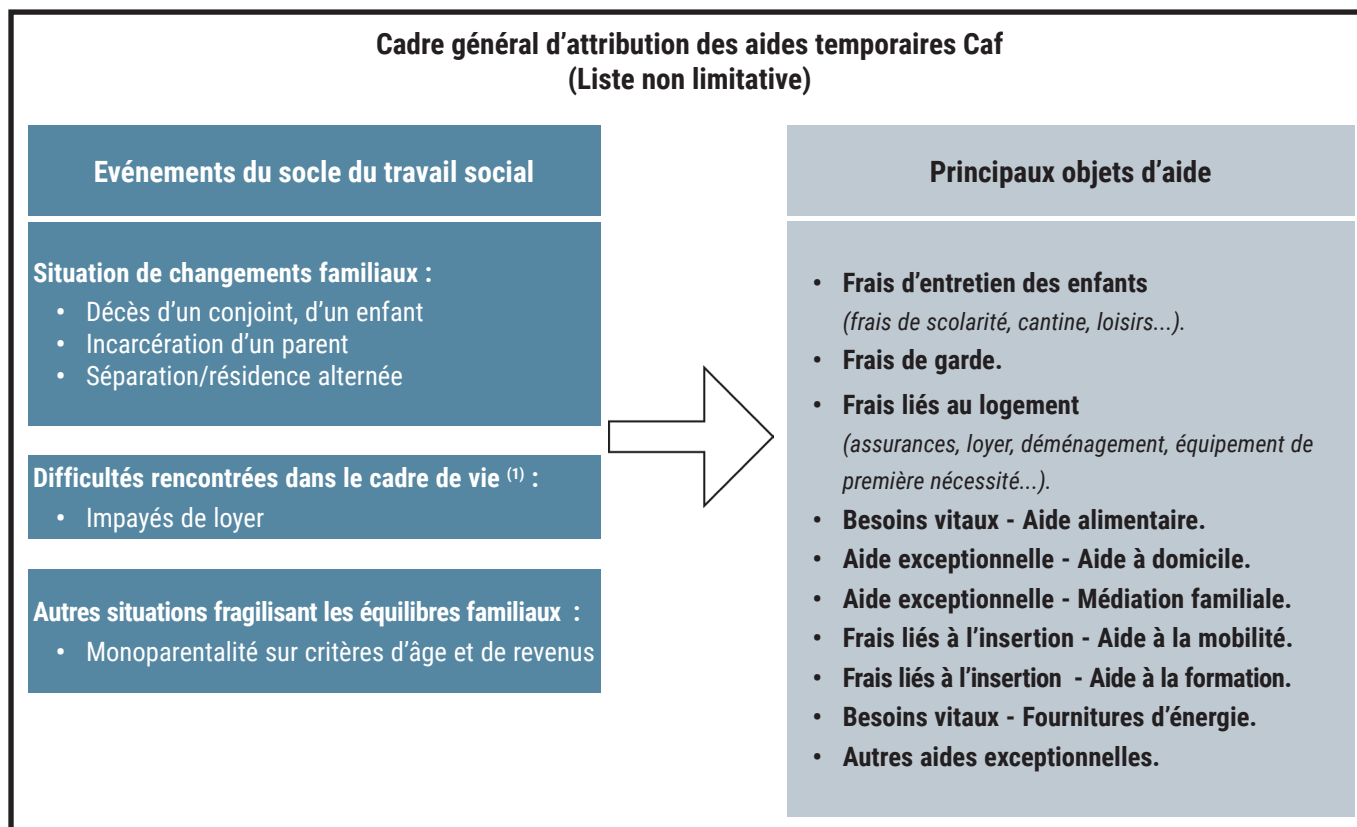 Cadre général d'attribution des aides temporaires Caf
(Liste non limitative)
Evénements du socle du travail social
Situation de changements familiaux :
• Décès d'un conjoint, d'un enfant
• Incarcération d'un parent
• Séparation/résidence alternée
Difficultés rencontrées dans le cadre de vie (1) :
• Impayés de loyer
Autres situations fragilisant les équilibres familiaux :
• Monoparentalité sur critères d'âge et de revenus
Principaux objets d'aide
• Frais d'entretien des enfants
(frais de scolarité, cantine, loisirs...).
• Frais de garde.
• Frais liés au logement
(assurances, loyer, déménagement, équipement de
première nécessité...).
• Besoins vitaux - Aide alimentaire.
• Aide exceptionnelle - Aide à domicile.
• Aide exceptionnelle - Médiation familiale.
• Frais liés à l'insertion - Aide à la mobilité.
• Frais liés à l'insertion - Aide à la formation.
• Besoins vitaux - Fournitures d'énergie.
• Autres aides exceptionnelles.